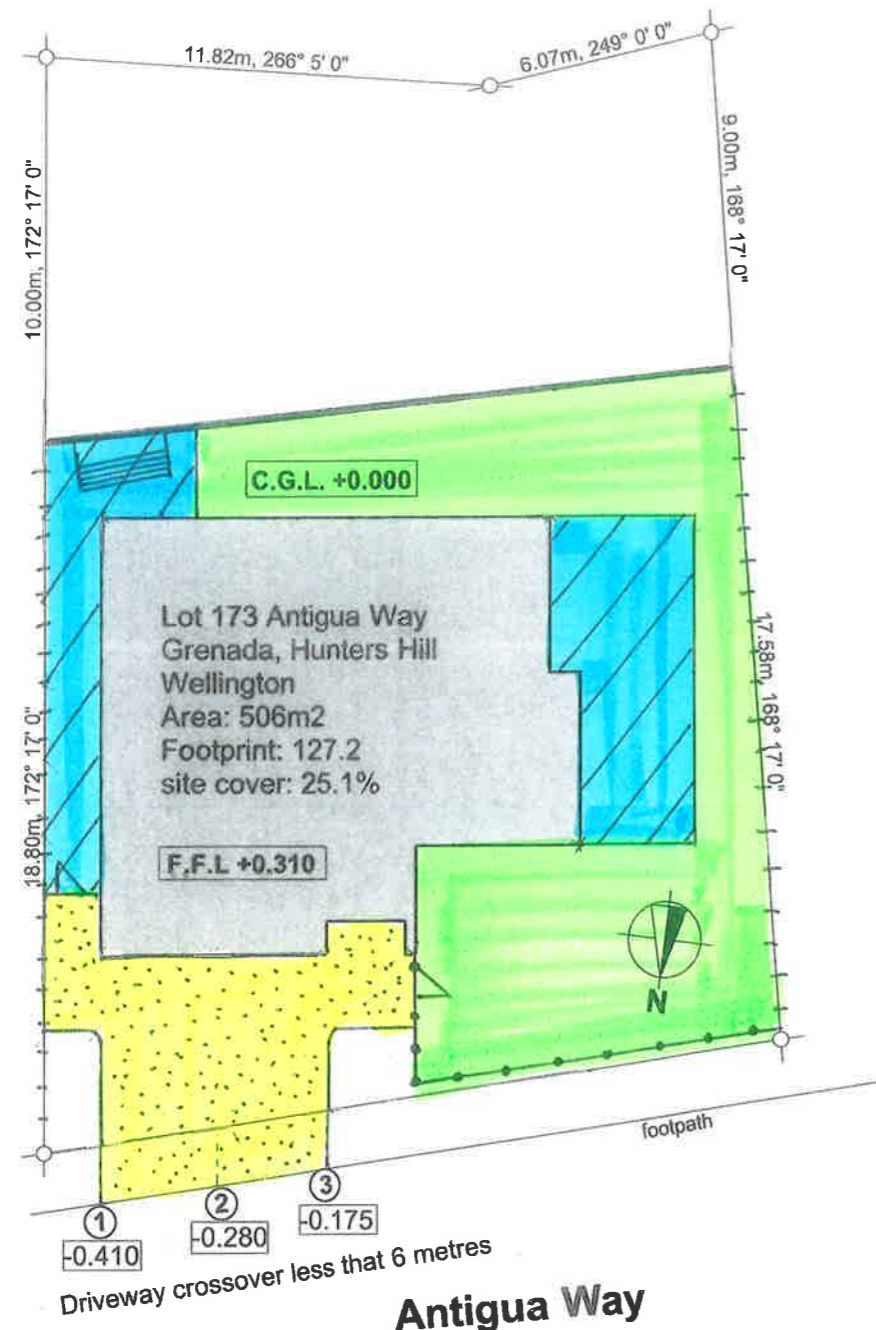 11.82m, 266° 5' 0"
6.07m, 249° 0' 0"
10.00m, 172° 17' 0"
9.00m, 168° 17' 0"
C.G.L. +0.000
Lot 173 Antigua Way
Grenada, Hunters Hill
Wellington
Area: 506m2
Footprint: 127.2
site cover: 25.1%
F.F.L +0.310
18.80m, 172° 17' 0"
17.58m, 168° 17' 0"
N
footpath
1
2
3
-0.410
-0.280
-0.175
Driveway crossover less that 6 metres
Antigua Way